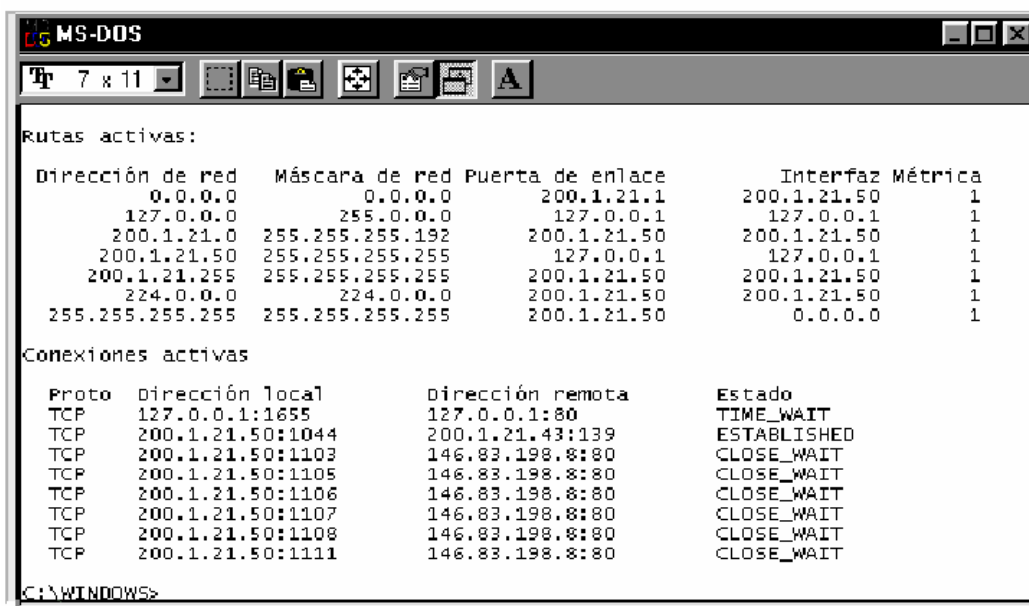 MS-DOS
7 x 11 A
Rutas activas:
Dirección de red Máscara de red Puerta de enlace Interfaz Métrica
0.0.0.0 0.0.0.0 200.1.21.1 200.1.21.50 1
127.0.0.0 255.0.0.0 127.0.0.1 127.0.0.1 1
200.1.21.0 255.255.255.192 200.1.21.50 200.1.21.50 1
200.1.21.50 255.255.255.255 127.0.0.1 127.0.0.1 1
200.1.21.255 255.255.255.255 200.1.21.50 200.1.21.50 1
224.0.0.0 224.0.0.0 200.1.21.50 200.1.21.50 1
255.255.255.255 255.255.255.255 200.1.21.50 0.0.0.0 1
Conexiones activas
Proto Dirección local Dirección remota Estado
TCP 127.0.0.1:1655 127.0.0.1:80 TIME_WAIT
TCP 200.1.21.50:1044 200.1.21.43:139 ESTABLISHED
TCP 200.1.21.50:1103 146.83.198.8:80 CLOSE_WAIT
TCP 200.1.21.50:1105 146.83.198.8:80 CLOSE_WAIT
TCP 200.1.21.50:1106 146.83.198.8:80 CLOSE_WAIT
TCP 200.1.21.50:1107 146.83.198.8:80 CLOSE_WAIT
TCP 200.1.21.50:1108 146.83.198.8:80 CLOSE_WAIT
TCP 200.1.21.50:1111 146.83.198.8:80 CLOSE_WAIT
C:\WINDOWS>